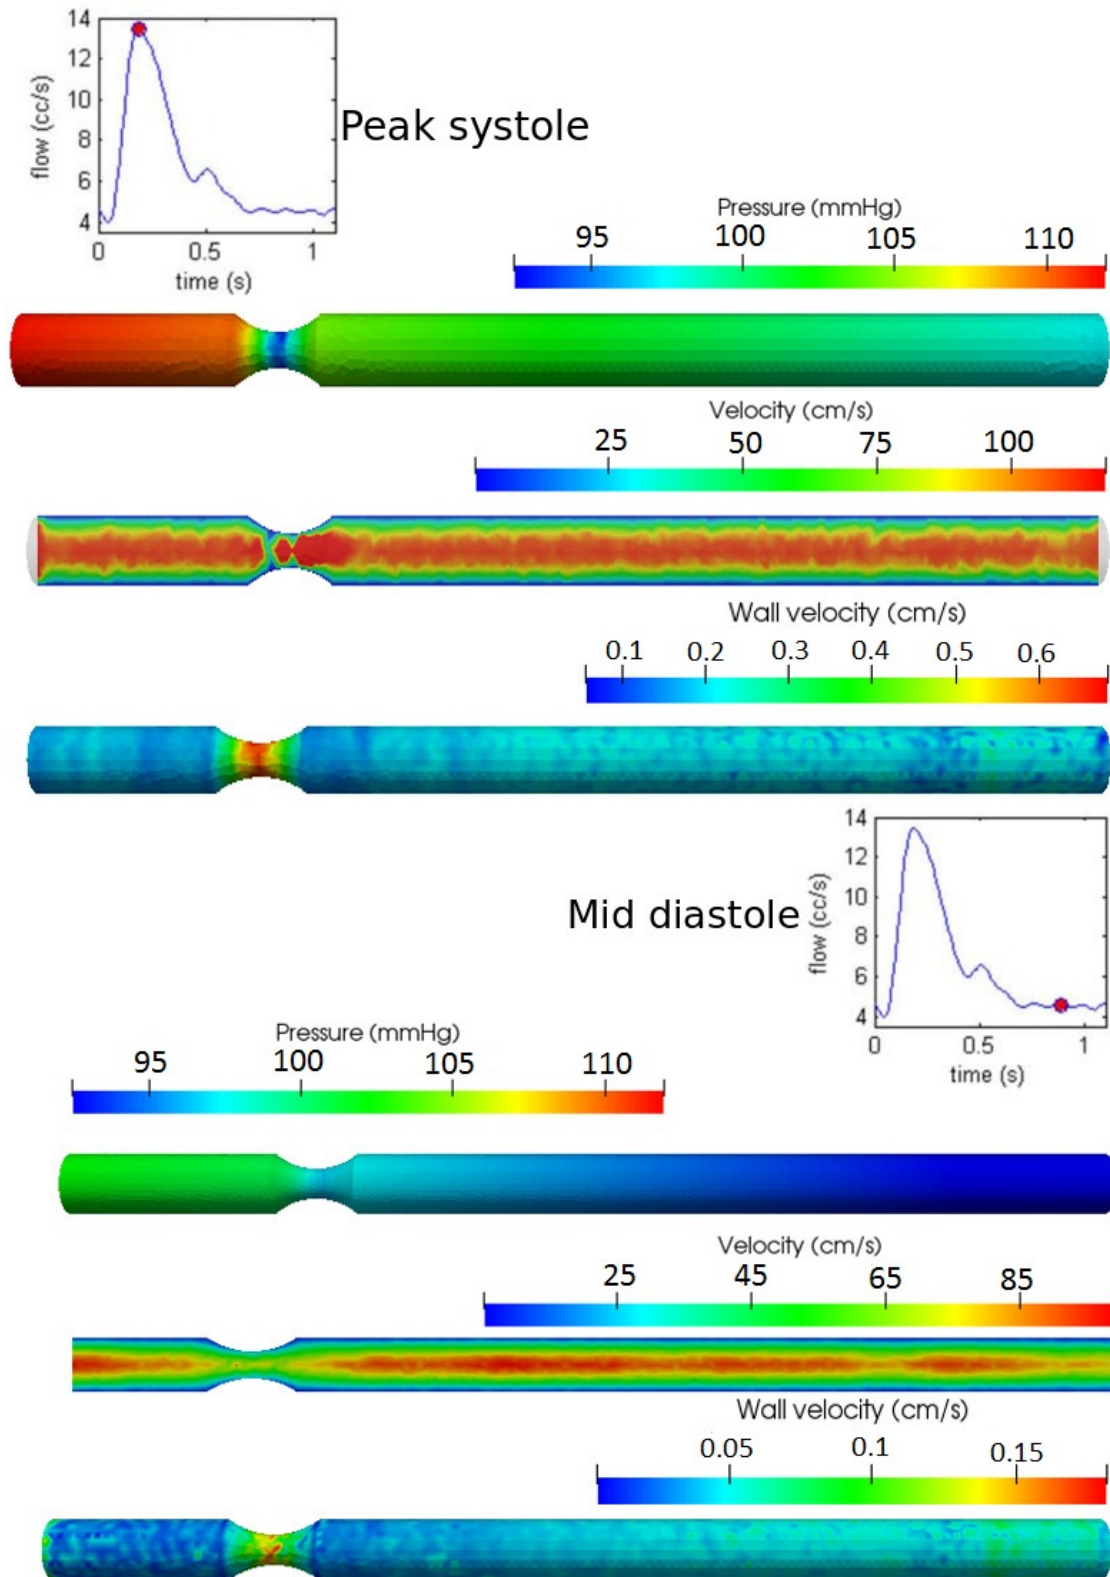 14
12
10
8
6
4
flow (cc/s)
0 0.5 1
time (s)
Peak systole
Pressure (mmHg)
95 100 105 110
Velocity (cm/s)
25 50 75 100
Wall velocity (cm/s)
0.1 0.2 0.3 0.4 0.5 0.6
Mid diastole
14
12
10
8
6
4
flow (cc/s)
0 0.5 1
time (s)
Pressure (mmHg)
95 100 105 110
Velocity (cm/s)
25 45 65 85
Wall velocity (cm/s)
0.05 0.1 0.15